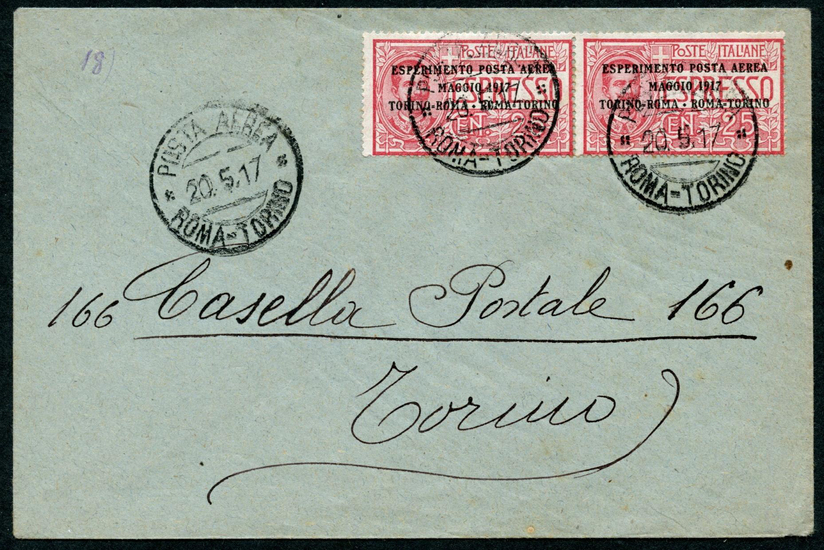 18)
POSTE ITALIANE
ESPERIMENTO POSTA AEREA
MAGGIO 1917
TORINO-ROMA · ROMA-TORINO
ESPRESSO
CENT
POSTE ITALIANE
ESPERIMENTO POSTA AEREA
MAGGIO 1917
TORINO-ROMA · ROMA-TORINO
ESPRESSO
CENT 25
ROMA-TORINO
20.5.17
ROMA-TORINO
POSTA AEREA
20.5.17
ROMA-TORINO
166 Casella Postale 166
Torino